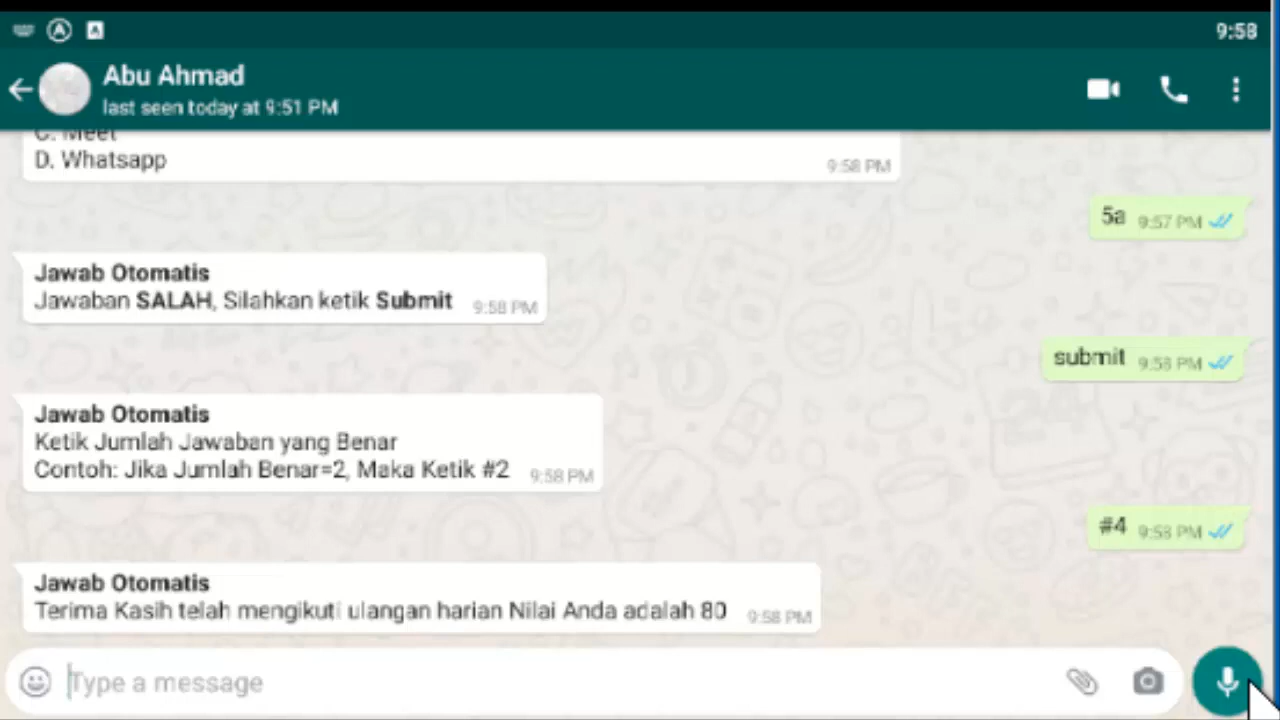 9:58
Abu Ahmad
last seen today at 9:51 PM
C. Meet
D. Whatsapp
9:58 PM
5a 9:57 PM
Jawab Otomatis
Jawaban SALAH, Silahkan ketik Submit 9:58 PM
submit 9:58 PM
Jawab Otomatis
Ketik Jumlah Jawaban yang Benar
Contoh: Jika Jumlah Benar=2, Maka Ketik #2 9:58 PM
#4 9:58 PM
Jawab Otomatis
Terima Kasih telah mengikuti ulangan harian Nilai Anda adalah 80 9:58 PM
Type a message